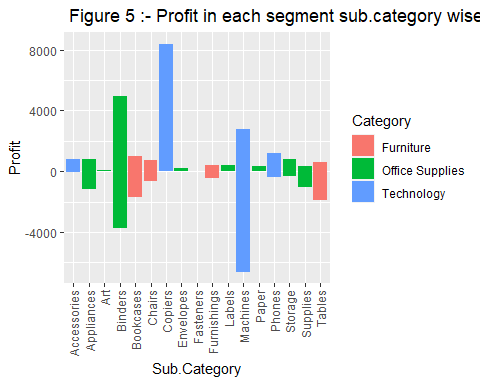 Figure 5 :- Profit in each segment sub.category wise
8000
4000
0
-4000
Profit
Accessories
Appliances
Art
Binders
Bookcases
Chairs
Copiers
Envelopes
Fasteners
Furnishings
Labels
Machines
Paper
Phones
Storage
Supplies
Tables
Sub.Category
Category
Furniture
Office Supplies
Technology